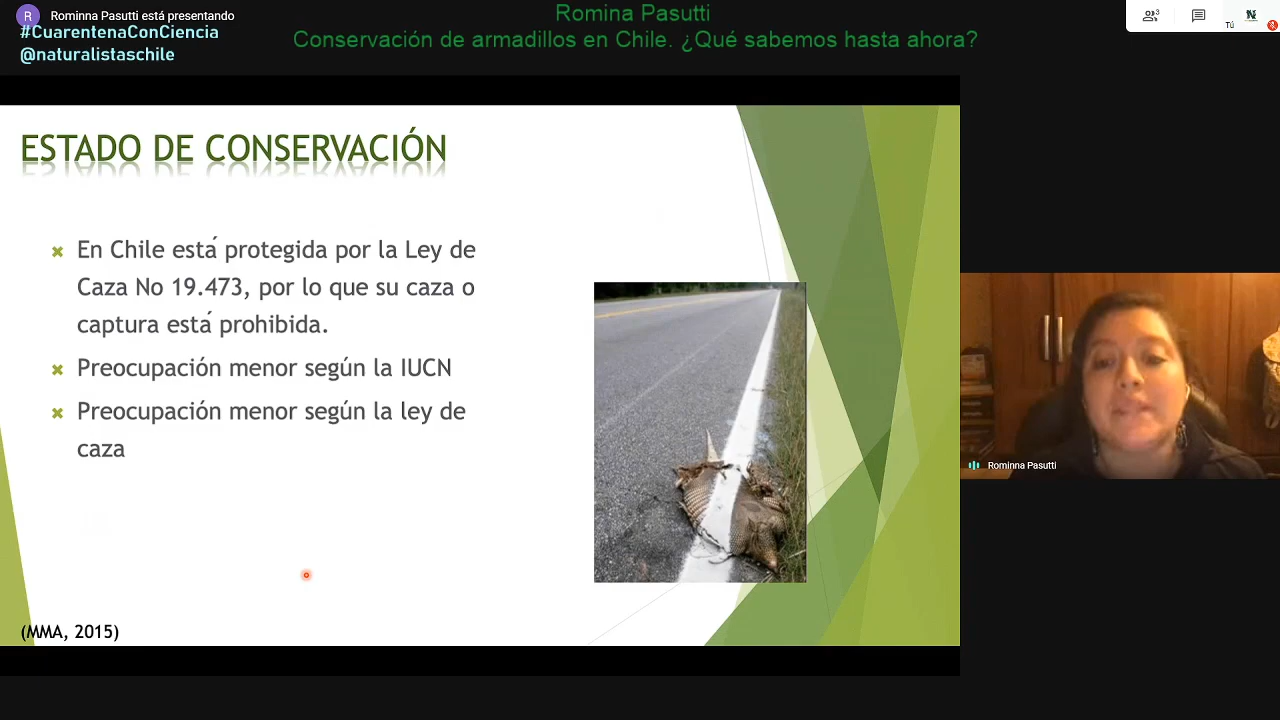 R
Rominna Pasutti está presentando
#CuarentenaConCiencia
@naturalistaschile
Romina Pasutti
Conservación de armadillos en Chile. ¿Qué sabemos hasta ahora?
3
N
Tú
ESTADO DE CONSERVACIÓN
En Chile está protegida por la Ley de
Caza No 19.473, por lo que su caza o
captura está prohibida.
Preocupación menor según la IUCN
Preocupación menor según la ley de
caza
(MMA, 2015)
Rominna Pasutti